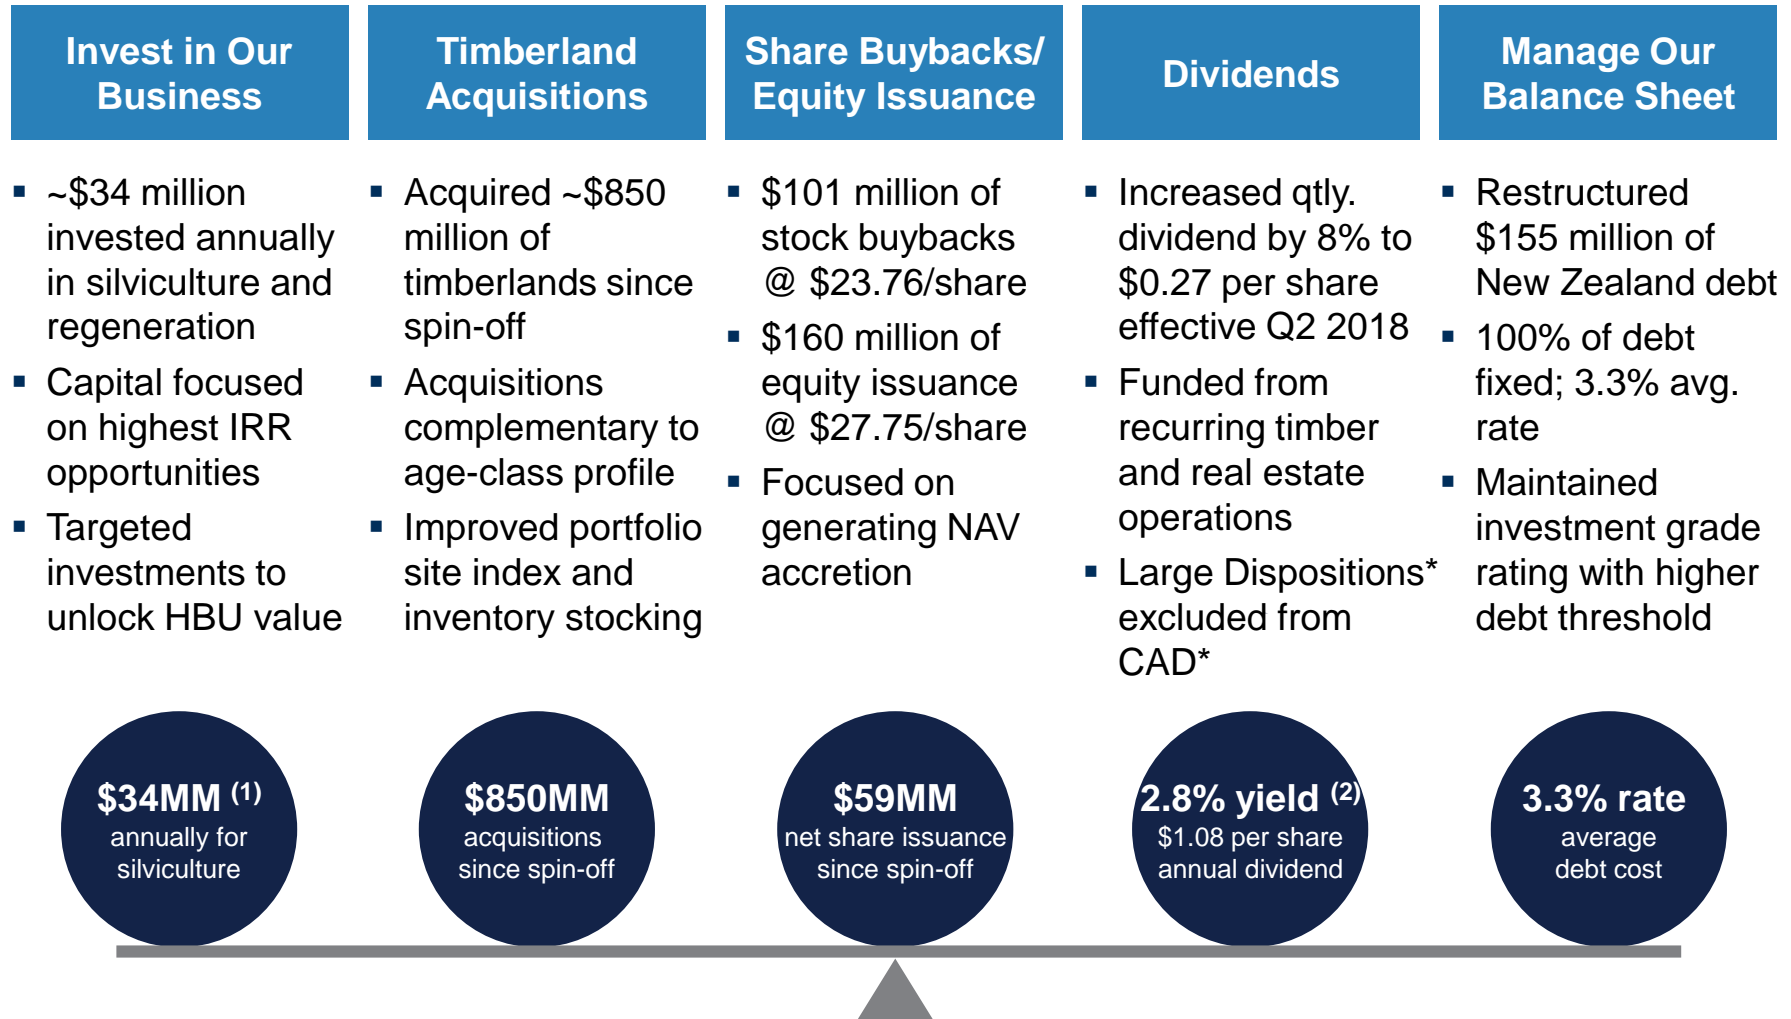 Invest in Our
Business
▪ ~$34 million
invested annually
in silviculture and
regeneration
▪ Capital focused
on highest IRR
opportunities
▪ Targeted
investments to
unlock HBU value
$34MM (1)
annually for
silviculture
Timberland
Acquisitions
▪ Acquired ~$850
million of
timberlands since
spin-off
▪ Acquisitions
complementary to
age-class profile
▪ Improved portfolio
site index and
inventory stocking
$850MM
acquisitions
since spin-off
Share Buybacks/
Equity Issuance
▪ $101 million of
stock buybacks
@ $23.76/share
▪ $160 million of
equity issuance
@ $27.75/share
▪ Focused on
generating NAV
accretion
$59MM
net share issuance
since spin-off
Dividends
▪ Increased qtly.
dividend by 8% to
$0.27 per share
effective Q2 2018
▪ Funded from
recurring timber
and real estate
operations
▪ Large Dispositions*
excluded from
CAD*
2.8% yield (2)
$1.08 per share
annual dividend
Manage Our
Balance Sheet
▪ Restructured
$155 million of
New Zealand debt
▪ 100% of debt
fixed; 3.3% avg.
rate
▪ Maintained
investment grade
rating with higher
debt threshold
3.3% rate
average
debt cost